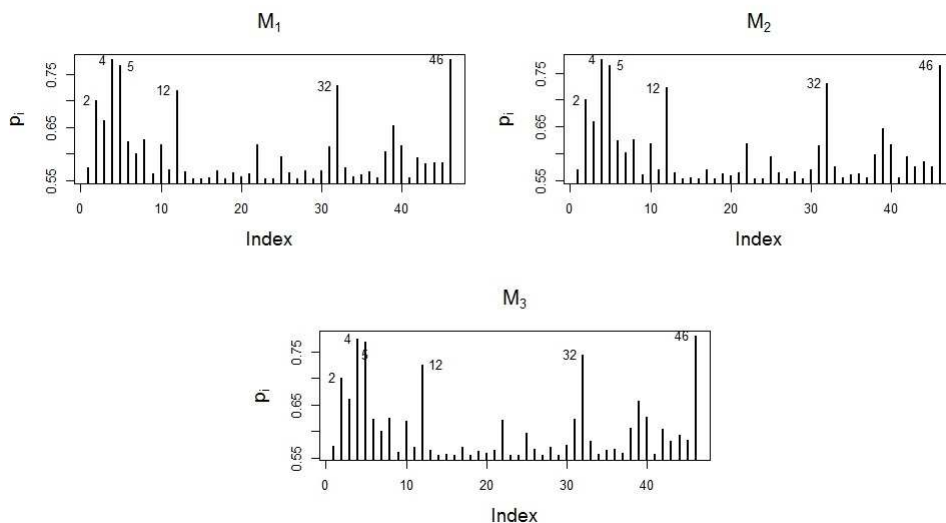 M1 M2
4 5 46 4 5 46
0.75 2 12 32 0.75 2 12 32
pi 0.65 pi 0.65
0.55 0.55
0 10 20 30 40 0 10 20 30 40
Index Index
M3
4 5 46
0.75 2 12 32
pi 0.65
0.55
0 10 20 30 40
Index